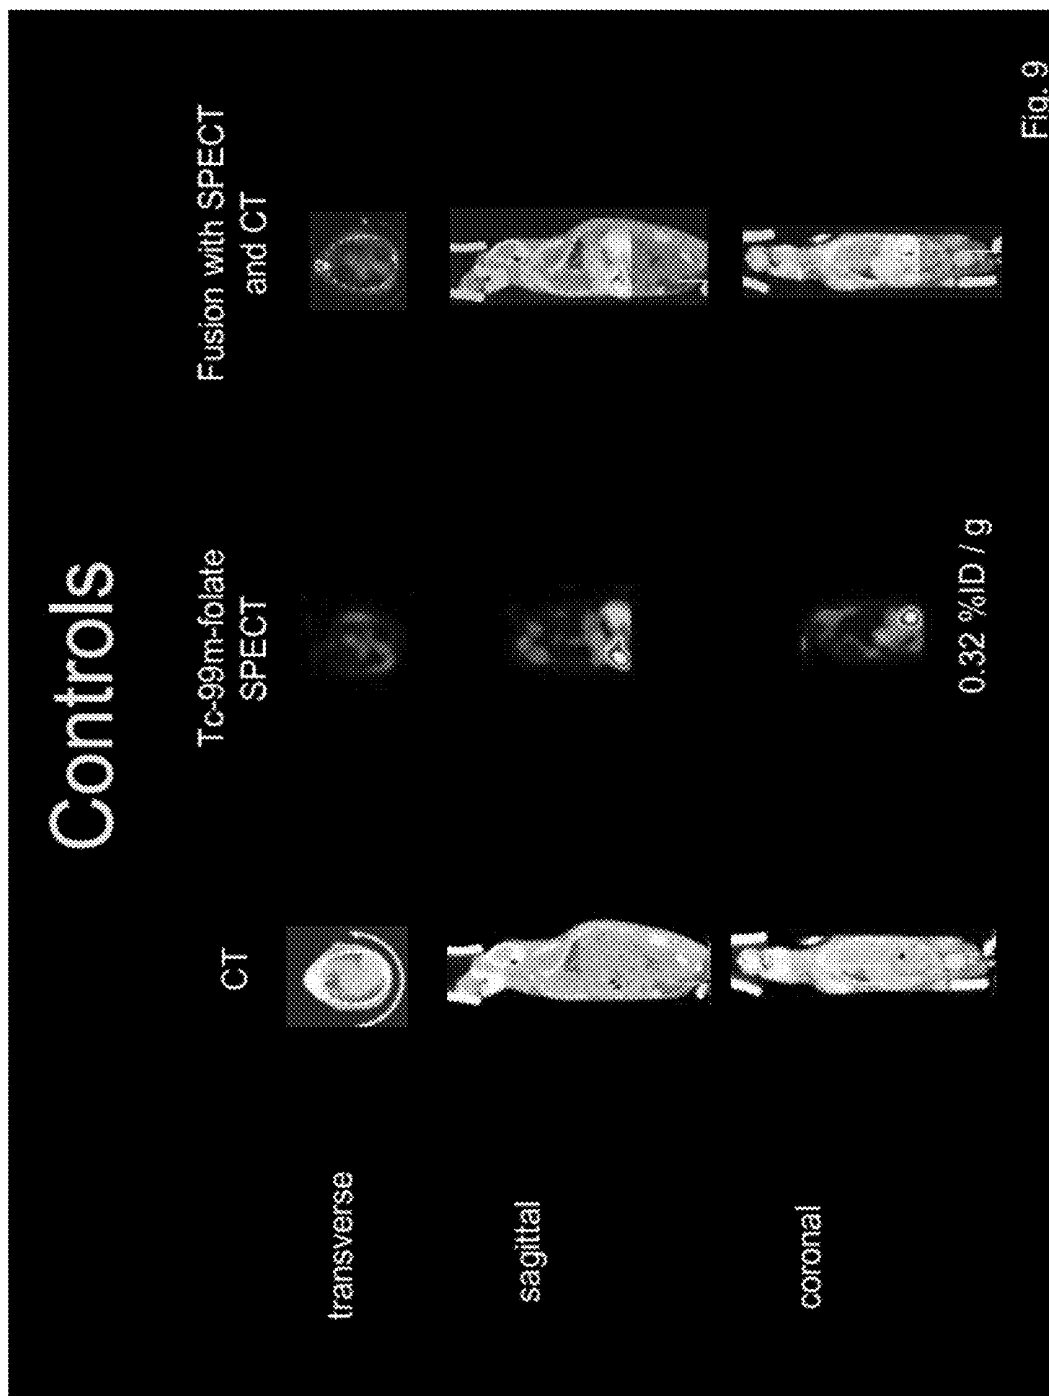 Controls
CT
Tc-99m-folate
SPECT
Fusion with SPECT
and CT
transverse
sagittal
coronal
0.32 %ID / g
Fig. 9